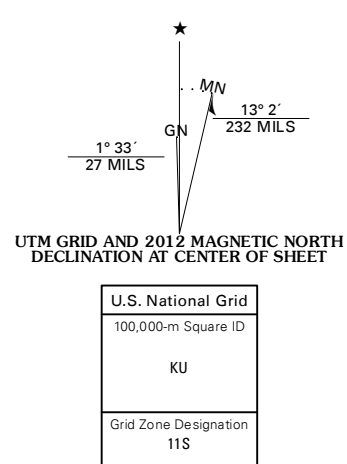 ★
MN
GN
13° 2´
232 MILS
1° 33´
27 MILS
UTM GRID AND 2012 MAGNETIC NORTH
DECLINATION AT CENTER OF SHEET
U.S. National Grid
100,000-m Square ID
KU
Grid Zone Designation
11S